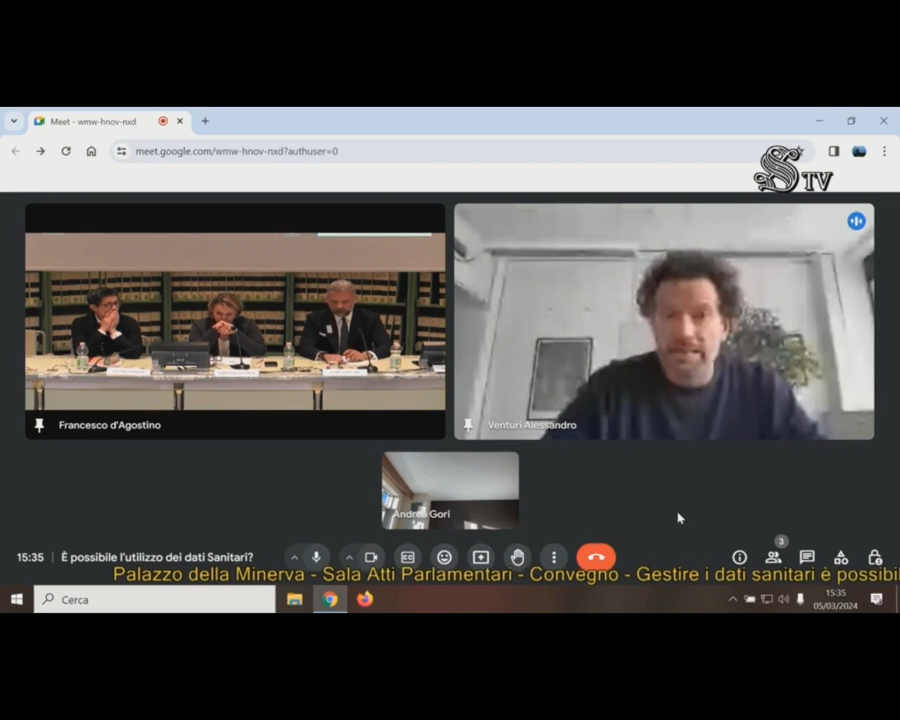 Meet - wmw-hnov-nxd
meet.google.com/wmw-hnov-nxd?authuser=0
S TV
Francesco d'Agostino
Venturi Alessandro
Andrea Gori
3
15:35 | È possibile l'utilizzo dei dati Sanitari?
Palazzo della Minerva - Sala Atti Parlamentari - Convegno - Gestire i dati sanitari è possibil
Cerca
15:35
05/03/2024